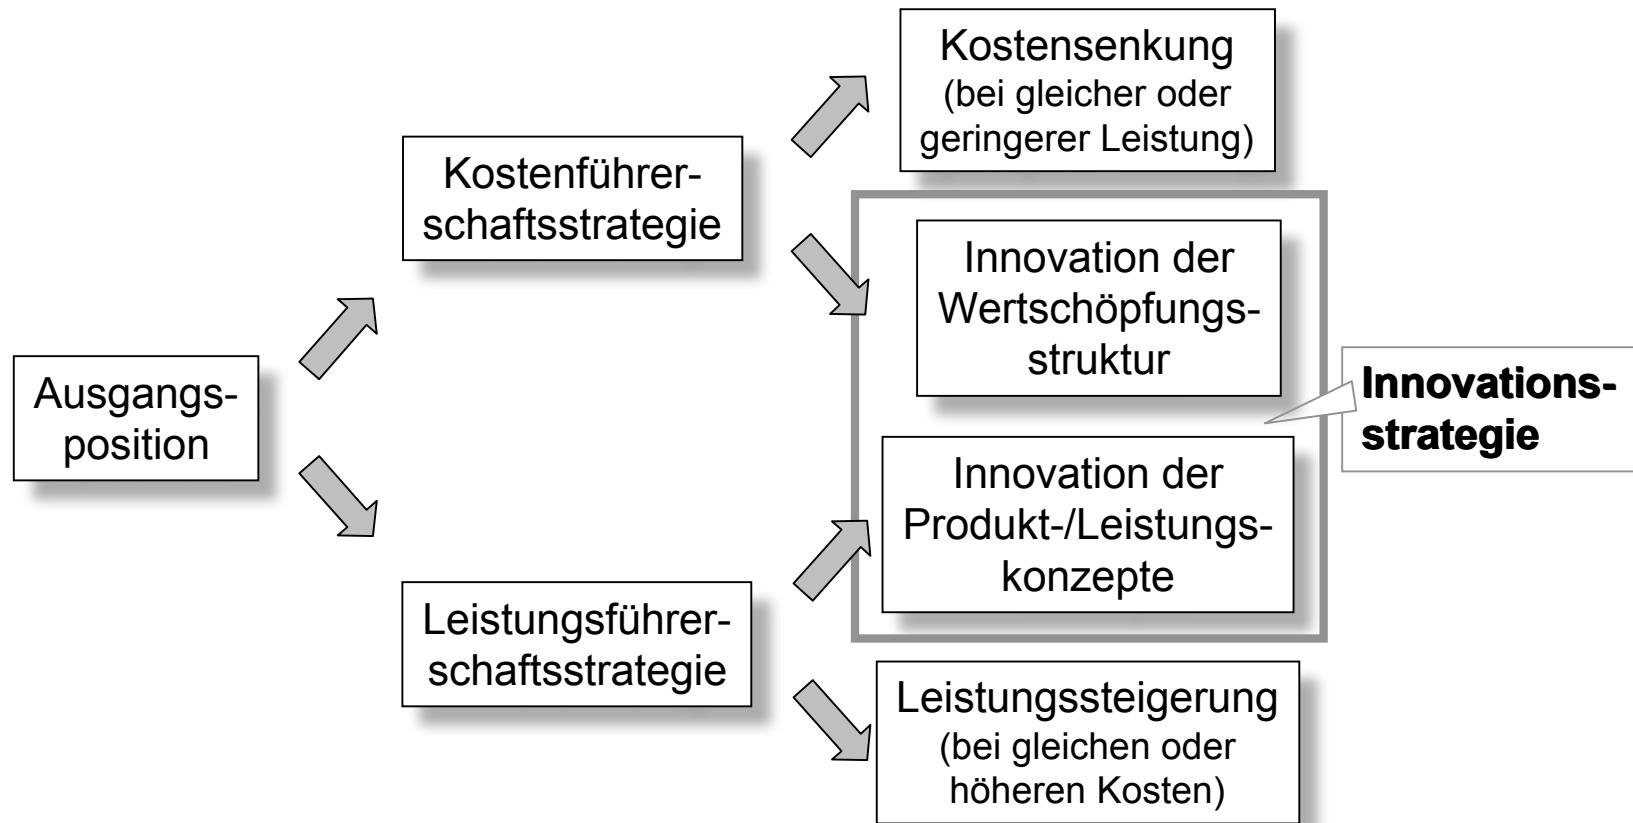 Kostensenkung
(bei gleicher oder
geringerer Leistung)
Kostenführer-
schaftsstrategie
Innovation der
Wertschöpfungs-
struktur
Ausgangs-
position
Innovations-
strategie
Innovation der
Produkt-/Leistungs-
konzepte
Leistungsführer-
schaftsstrategie
Leistungssteigerung
(bei gleichen oder
höheren Kosten)